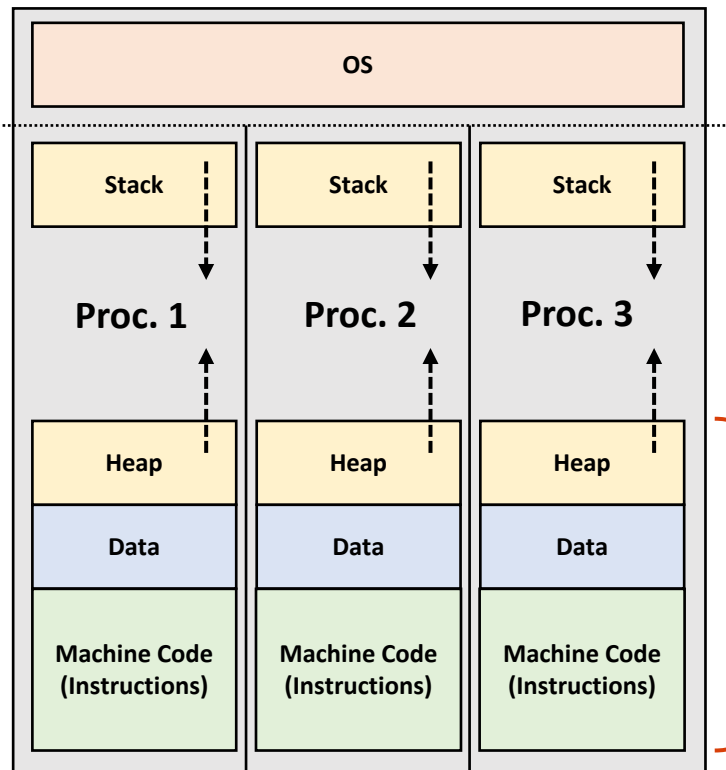 OS
Stack Stack Stack
Proc. 1 Proc. 2 Proc. 3
Heap Heap Heap
Data Data Data
Machine Code Machine Code Machine Code
(Instructions) (Instructions) (Instructions)